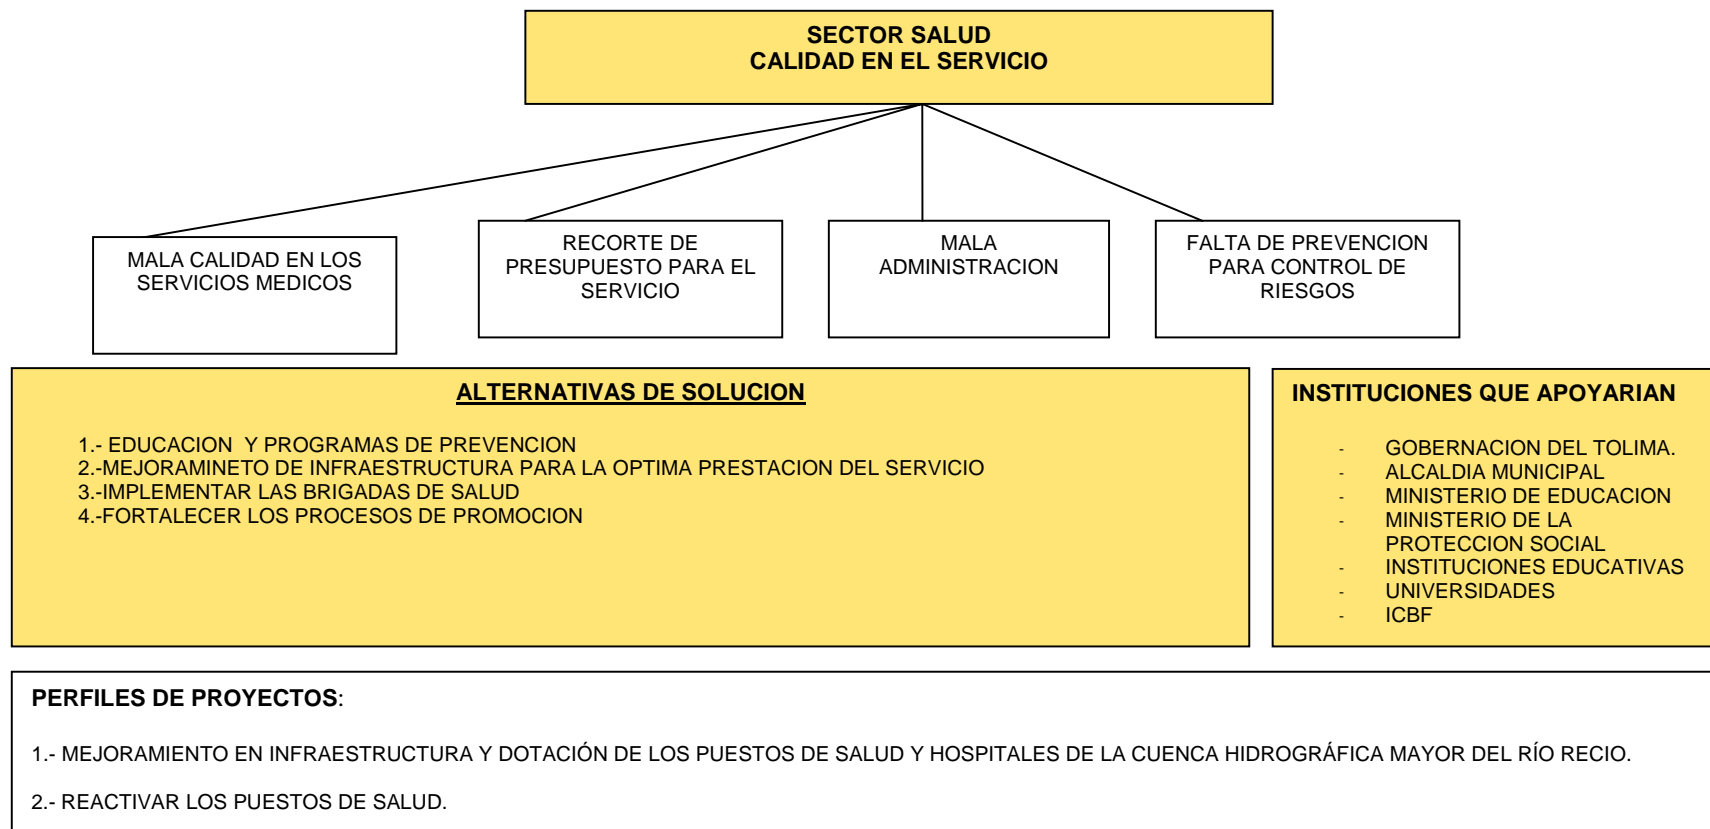 SECTOR SALUD
CALIDAD EN EL SERVICIO
MALA CALIDAD EN LOS
SERVICIOS MEDICOS
RECORTE DE
PRESUPUESTO PARA EL
SERVICIO
MALA
ADMINISTRACION
FALTA DE PREVENCION
PARA CONTROL DE
RIESGOS
ALTERNATIVAS DE SOLUCION
1.- EDUCACION Y PROGRAMAS DE PREVENCION
2.-MEJORAMINETO DE INFRAESTRUCTURA PARA LA OPTIMA PRESTACION DEL SERVICIO
3.-IMPLEMENTAR LAS BRIGADAS DE SALUD
4.-FORTALECER LOS PROCESOS DE PROMOCION
INSTITUCIONES QUE APOYARIAN
- GOBERNACION DEL TOLIMA.
- ALCALDIA MUNICIPAL
- MINISTERIO DE EDUCACION
- MINISTERIO DE LA
PROTECCION SOCIAL
- INSTITUCIONES EDUCATIVAS
- UNIVERSIDADES
- ICBF
PERFILES DE PROYECTOS:
1.- MEJORAMIENTO EN INFRAESTRUCTURA Y DOTACIÓN DE LOS PUESTOS DE SALUD Y HOSPITALES DE LA CUENCA HIDROGRÁFICA MAYOR DEL RÍO RECIO.
2.- REACTIVAR LOS PUESTOS DE SALUD.